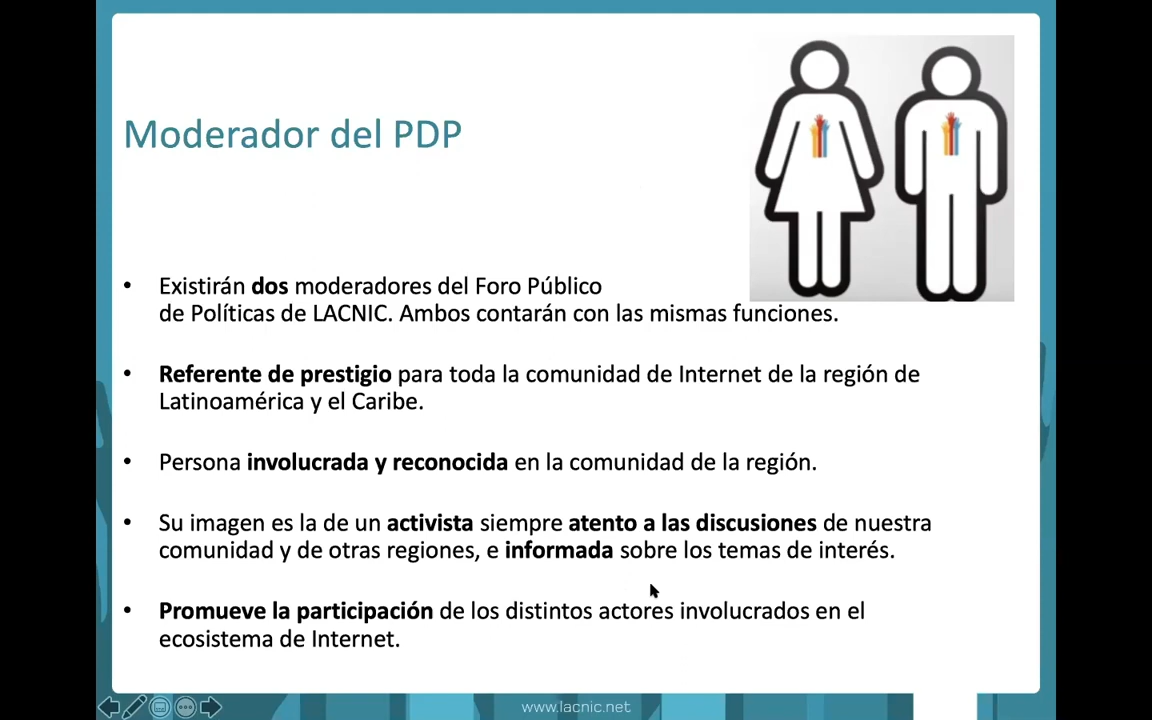 Moderador del PDP
• Existirán dos moderadores del Foro Público
de Políticas de LACNIC. Ambos contarán con las mismas funciones.
• Referente de prestigio para toda la comunidad de Internet de la región de
Latinoamérica y el Caribe.
• Persona involucrada y reconocida en la comunidad de la región.
• Su imagen es la de un activista siempre atento a las discusiones de nuestra
comunidad y de otras regiones, e informada sobre los temas de interés.
• Promueve la participación de los distintos actores involucrados en el
ecosistema de Internet.
www.lacnic.net